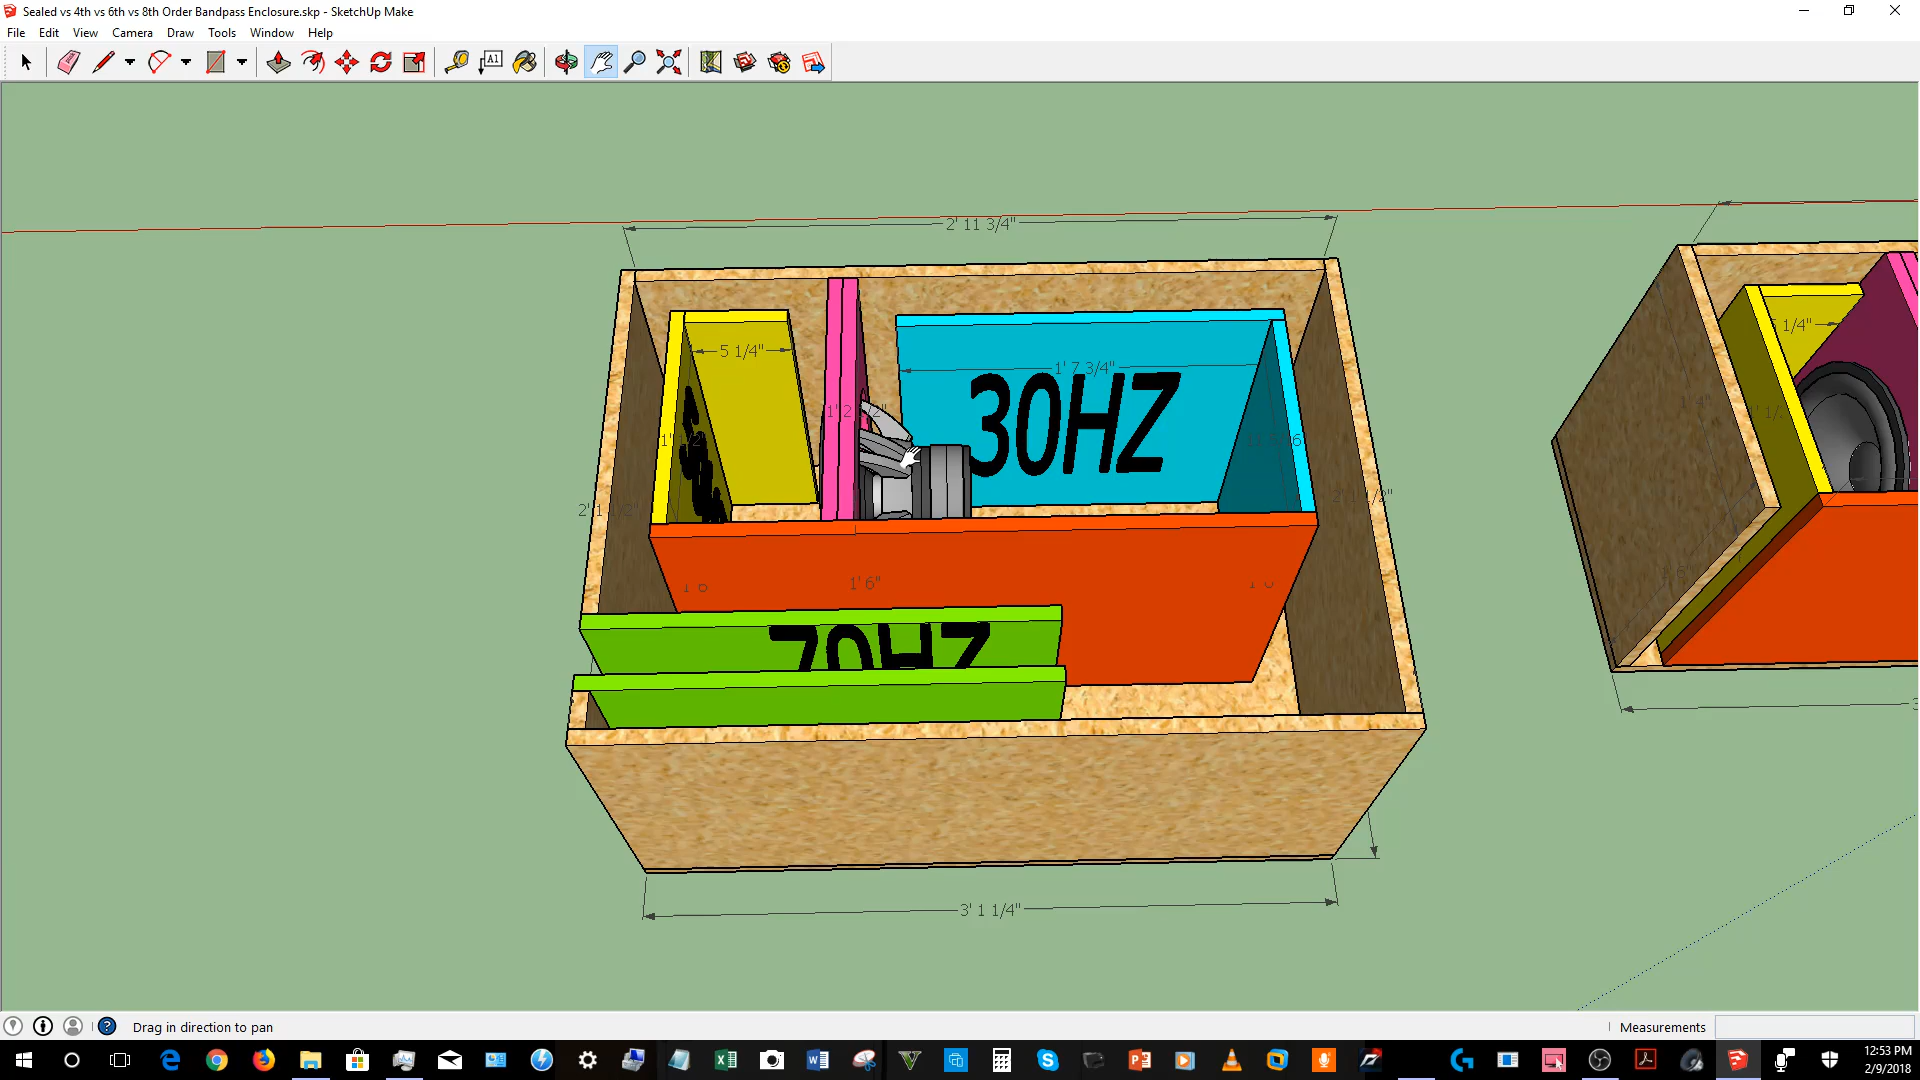 Sealed vs 4th vs 6th vs 8th Order Bandpass Enclosure.skp - SketchUp Make
File Edit View Camera Draw Tools Window Help
2' 11 3/4"
5 1/4"
1' 7 3/4"
30HZ
1' 6"
70HZ
3' 1 1/4"
Drag in direction to pan
Measurements
12:53 PM
2/9/2018